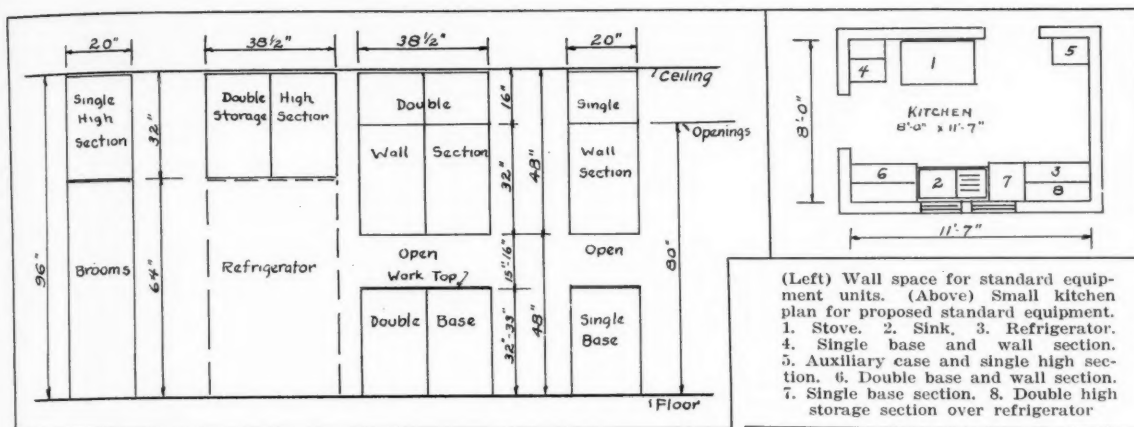 20" 38½" 38½" 20"
Ceiling
Single High Section
32"
Double Storage High Section
Double
16"
Single
Openings
Wall Section
32"
48"
Wall Section
96"
Brooms
64"
Refrigerator
Open
Work Top
15"-16"
Open
80"
Double Base
32"-33"
48"
Single Base
Floor
8'-0"
4
1
5
KITCHEN
8'-0" x 11'-7"
6
2
7
3
8
11'-7"
(Left) Wall space for standard equip-
ment units. (Above) Small kitchen
plan for proposed standard equipment.
1. Stove. 2. Sink. 3. Refrigerator.
4. Single base and wall section.
5. Auxiliary case and single high sec-
tion. 6. Double base and wall section.
7. Single base section. 8. Double high
storage section over refrigerator